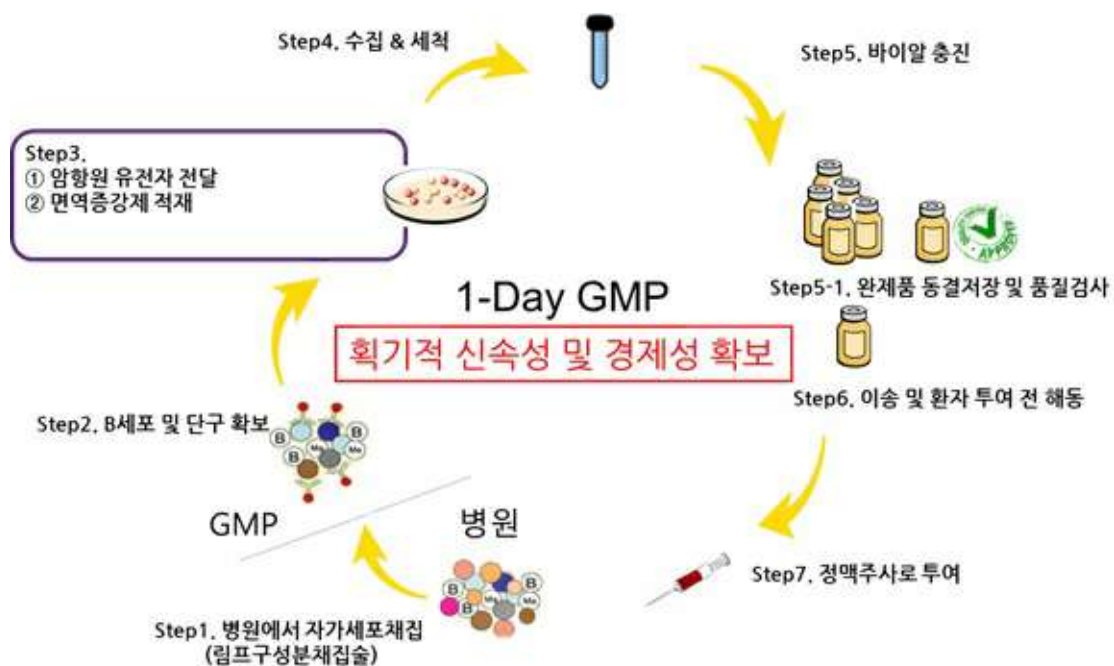 Step4. 수집 & 세척
Step5. 바이알 충진
Step3.
① 암항원 유전자 전달
② 면역증강제 적재
APPROVED
Step5-1. 완제품 동결저장 및 품질검사
1-Day GMP
획기적 신속성 및 경제성 확보
Step6. 이송 및 환자 투여 전 해동
Step2. B세포 및 단구 확보
B
B
B
Mo
Mo
GMP
병원
Step7. 정맥주사로 투여
B
B
B
Mo
Mo
Step1. 병원에서 자가세포채집
(림프구성분채집술)